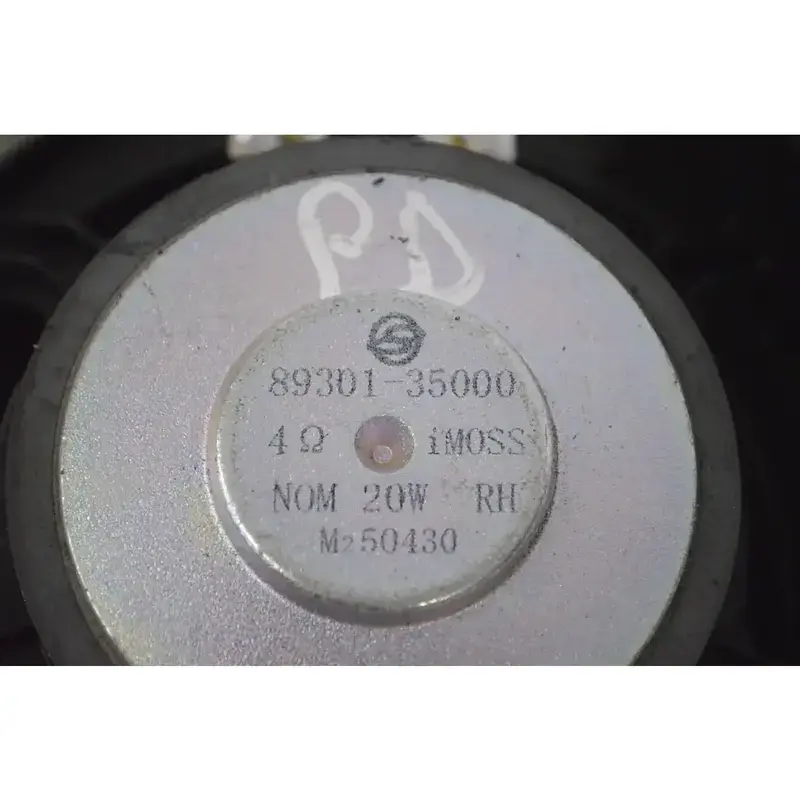 PD
89301-35000
4Ω iMOSS
NOM 20W RH
M250430